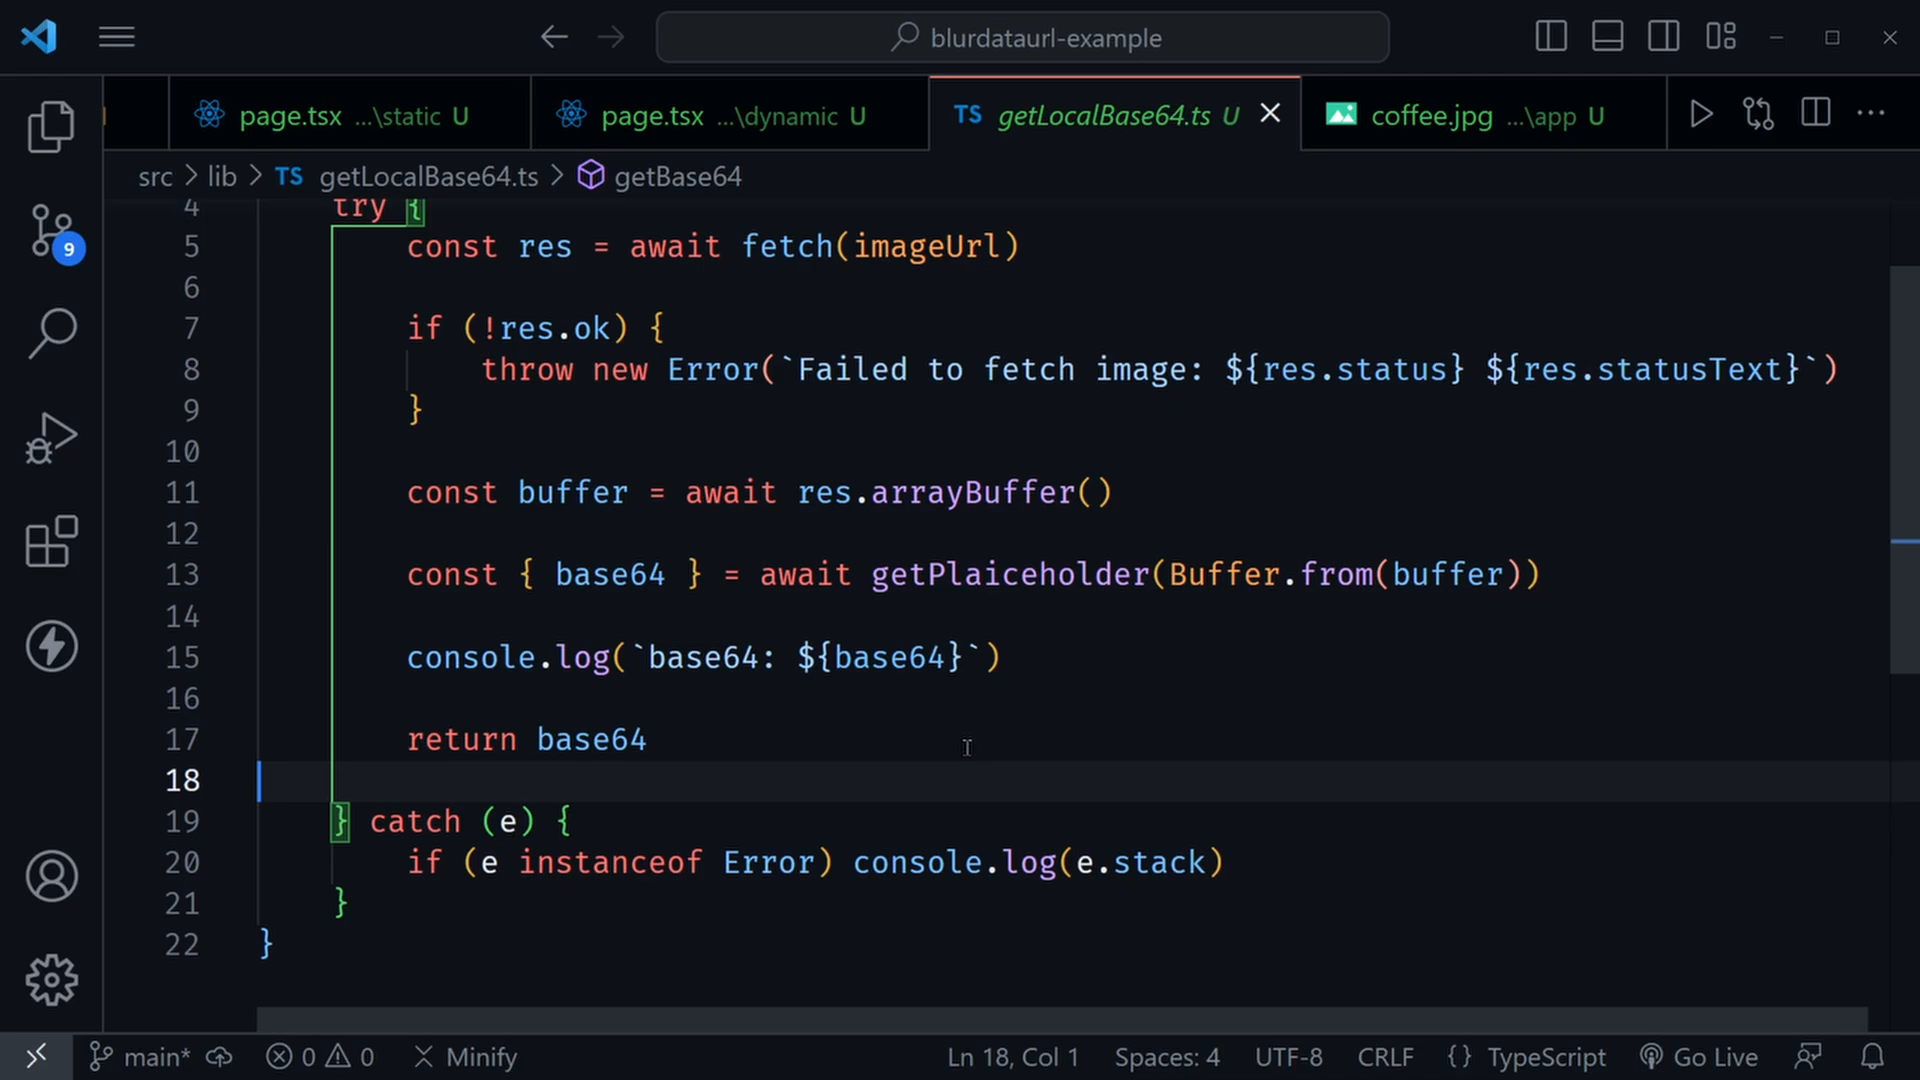 blurdataurl-example
page.tsx ...\static U
page.tsx ...\dynamic U
TS getLocalBase64.ts U
coffee.jpg ...\app U
src > lib > TS getLocalBase64.ts > getBase64
9
4 try {
5 const res = await fetch(imageUrl)
6
7 if (!res.ok) {
8 throw new Error(`Failed to fetch image: ${res.status} ${res.statusText}`)
9 }
10
11 const buffer = await res.arrayBuffer()
12
13 const { base64 } = await getPlaiceholder(Buffer.from(buffer))
14
15 console.log(`base64: ${base64}`)
16
17 return base64
18
19 } catch (e) {
20 if (e instanceof Error) console.log(e.stack)
21 }
22 }
main* 0 0 Minify Ln 18, Col 1 Spaces: 4 UTF-8 CRLF {} TypeScript Go Live